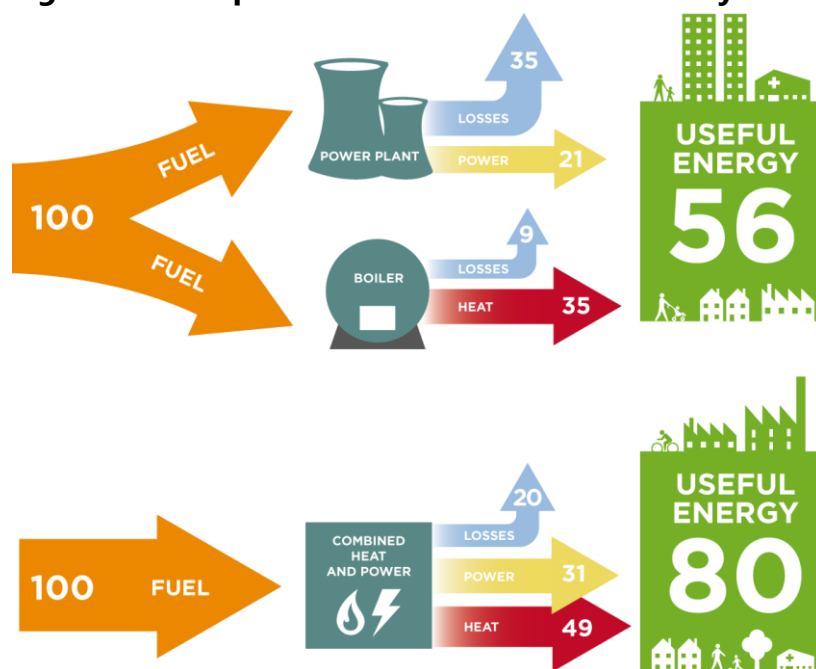 100
FUEL
FUEL
POWER PLANT
35
LOSSES
POWER
21
BOILER
9
LOSSES
HEAT
35
USEFUL
ENERGY
56
100
FUEL
COMBINED
HEAT
AND POWER
20
LOSSES
POWER
31
HEAT
49
USEFUL
ENERGY
80